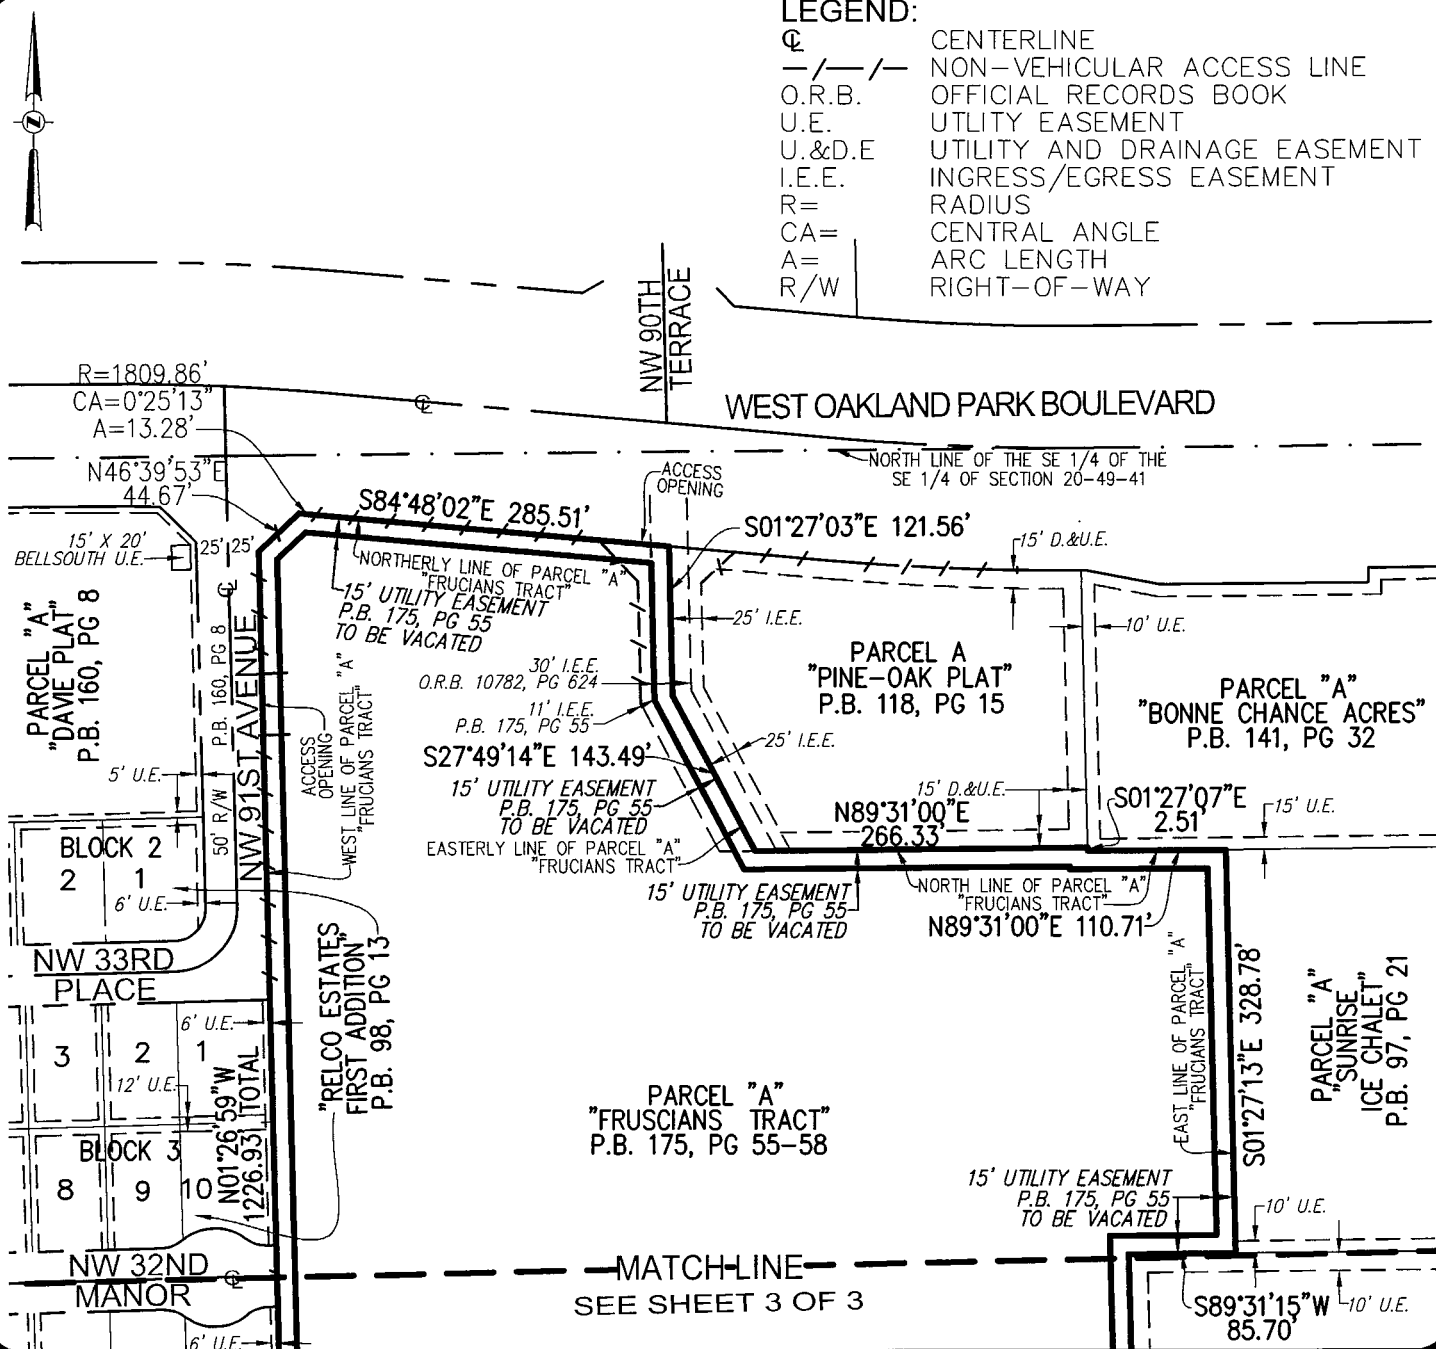 LEGEND:
℄ CENTERLINE
NON-VEHICULAR ACCESS LINE
O.R.B. OFFICIAL RECORDS BOOK
U.E. UTLITY EASEMENT
U.&D.E UTILITY AND DRAINAGE EASEMENT
I.E.E. INGRESS/EGRESS EASEMENT
R= RADIUS
CA= CENTRAL ANGLE
A= ARC LENGTH
R/W RIGHT-OF-WAY
Z
NW 90TH
TERRACE
WEST OAKLAND PARK BOULEVARD
℄
R=1809.86'
CA=0°25'13"
A=13.28'
N46°39'53"E
44.67'
NORTH LINE OF THE SE 1/4 OF THE
SE 1/4 OF SECTION 20-49-41
ACCESS
OPENING
S84°48'02"E 285.51'
S01°27'03"E 121.56'
15' D.&U.E.
15' X 20'
BELLSOUTH U.E.
25' 25'
℄
NORTHERLY LINE OF PARCEL "A"
"FRUCIANS TRACT"
15' UTILITY EASEMENT
P.B. 175, PG 55
TO BE VACATED
25' I.E.E.
10' U.E.
PARCEL "A"
"DAVIE PLAT"
P.B. 160, PG 8
P.B. 160, PG 8
50' R/W
NW 91ST AVENUE
ACCESS
OPENING
WEST LINE OF PARCEL "A"
"FRUCIANS TRACT"
30' I.E.E.
O.R.B. 10782, PG 624
11' I.E.E.
P.B. 175, PG 55
PARCEL A
"PINE-OAK PLAT"
P.B. 118, PG 15
PARCEL "A"
"BONNE CHANCE ACRES"
P.B. 141, PG 32
25' I.E.E.
S27°49'14"E 143.49'
15' UTILITY EASEMENT
P.B. 175, PG 55
TO BE VACATED
EASTERLY LINE OF PARCEL "A"
"FRUCIANS TRACT"
5' U.E.
15' D.&U.E.
N89°31'00"E
266.33'
S01°27'07"E
2.51'
15' U.E.
BLOCK 2
2 1
6' U.E.
15' UTILITY EASEMENT
P.B. 175, PG 55
TO BE VACATED
NORTH LINE OF PARCEL "A"
"FRUCIANS TRACT"
N89°31'00"E 110.71'
NW 33RD
PLACE
"RELCO ESTATES
FIRST ADDITION"
P.B. 98, PG 13
EAST LINE OF PARCEL "A"
"FRUCIANS TRACT"
S01°27'13"E 328.78'
PARCEL "A"
"SUNRISE
ICE CHALET"
P.B. 97, PG 21
6' U.E.
3 2 1
12' U.E.
N01°26'59"W
1226.93' TOTAL
PARCEL "A"
"FRUSCIANS TRACT"
P.B. 175, PG 55-58
BLOCK 3
8 9 10
15' UTILITY EASEMENT
P.B. 175, PG 55
TO BE VACATED
10' U.E.
NW 32ND
MANOR
℄
MATCH-LINE
SEE SHEET 3 OF 3
S89°31'15"W
85.70'
10' U.E.
6' U.E.